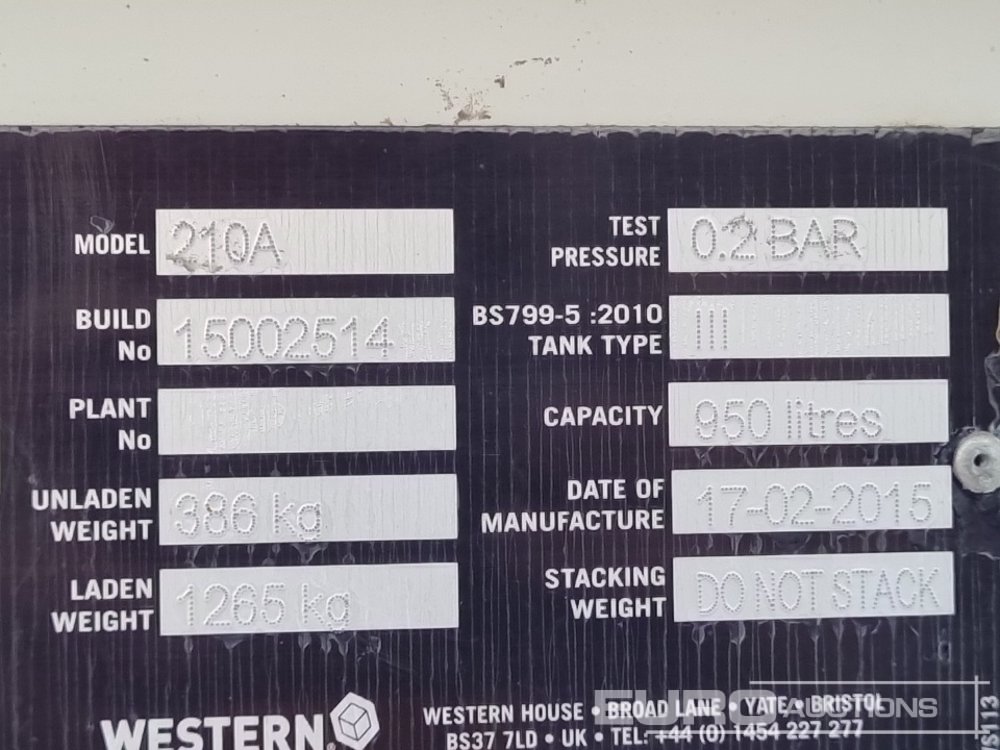 MODEL 210A
BUILD No 15002514
PLANT No
UNLADEN WEIGHT 386 kg
LADEN WEIGHT 1265 kg
TEST PRESSURE 0.2 BAR
BS799-5 :2010 TANK TYPE III
CAPACITY 950 litres
DATE OF MANUFACTURE 17-02-2015
STACKING WEIGHT DO NOT STACK
WESTERN®
WESTERN HOUSE • BROAD LANE • YATE • BRISTOL
BS37 7LD • UK • TEL: +44 (0) 1454 227 277
EURO AUCTIONS
S113